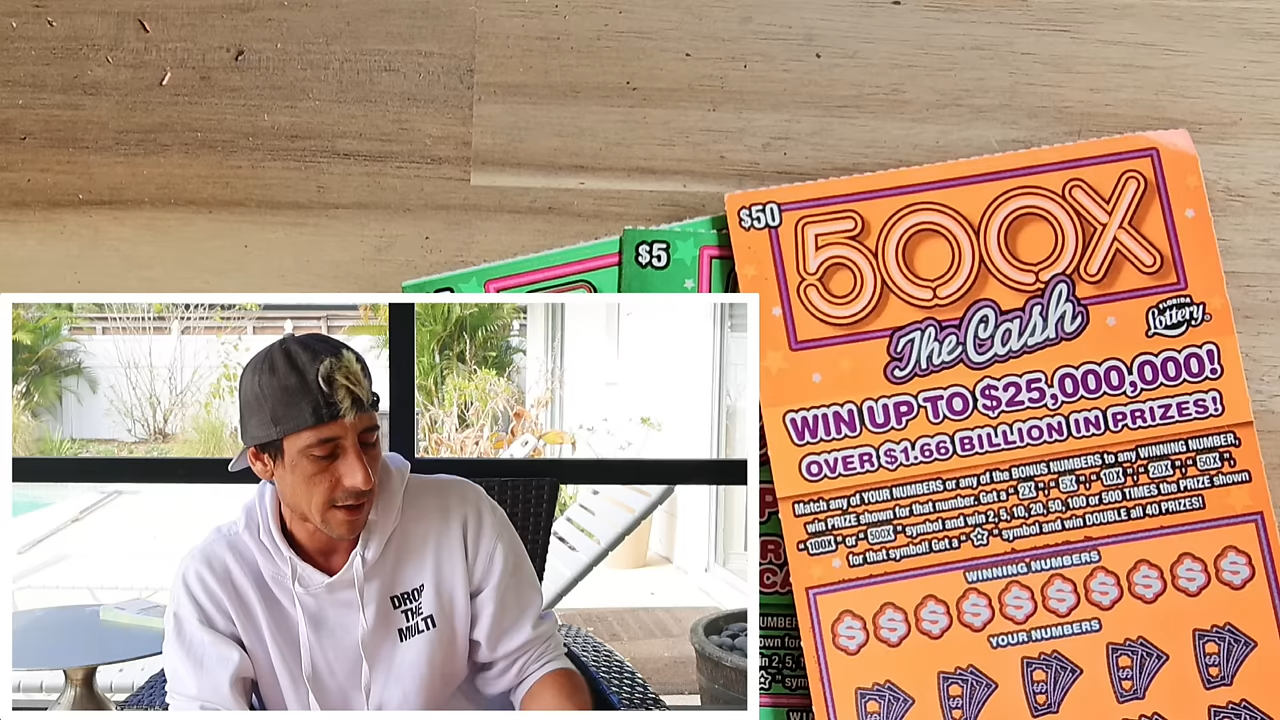 $5
$50
500X
The Cash
FLORIDA
Lottery
WIN UP TO $25,000,000!
OVER $1.66 BILLION IN PRIZES!
Match any of YOUR NUMBERS or any of the BONUS NUMBERS to any WINNING NUMBER,
win PRIZE shown for that number. Get a "2X", "5X", "10X", "20X", "50X",
"100X" or "500X" symbol and win 2, 5, 10, 20, 50, 100 or 500 TIMES the PRIZE shown
for that symbol! Get a "☆" symbol and win DOUBLE all 40 PRIZES!
WINNING NUMBERS
$ $ $ $ $ $ $ $ $ $
YOUR NUMBERS
DROP
THE
MULTI